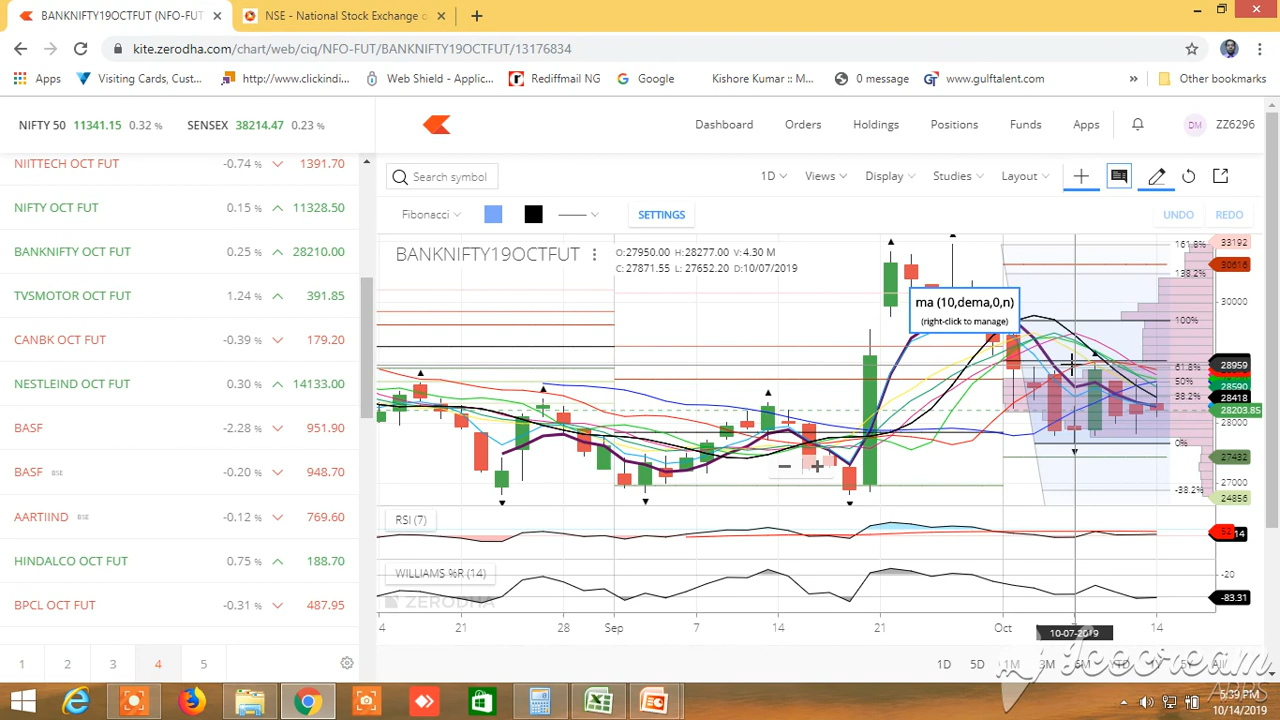 BANKNIFTY19OCTFUT (NFO-FUT
NSE - National Stock Exchange o
kite.zerodha.com/chart/web/ciq/NFO-FUT/BANKNIFTY19OCTFUT/13176834
Apps Visiting Cards, Cust... http://www.clickindi... Web Shield - Applic... Rediffmail NG Google Kishore Kumar :: M... 0 message www.gulftalent.com » Other bookmarks
NIFTY 50 11341.15 0.32 % SENSEX 38214.47 0.23 %
Dashboard Orders Holdings Positions Funds Apps DM ZZ6296
NIITTECH OCT FUT -0.74 % 1391.70
NIFTY OCT FUT 0.15 % 11328.50
BANKNIFTY OCT FUT 0.25 % 28210.00
TVSMOTOR OCT FUT 1.24 % 391.85
CANBK OCT FUT -0.39 % 179.20
NESTLEIND OCT FUT 0.30 % 14133.00
BASF -2.28 % 951.90
BASF BSE -0.20 % 948.70
AARTIIND BSE -0.12 % 769.60
HINDALCO OCT FUT 0.75 % 188.70
BPCL OCT FUT -0.31 % 487.95
1 2 3 4 5
Search symbol 1D Views Display Studies Layout
Fibonacci SETTINGS UNDO REDO
BANKNIFTY19OCTFUT
O:27950.00 H:28277.00 V:4.30 M
C:27871.55 L: 27652.20 D:10/07/2019
ma (10,dema,0,n)
(right-click to manage)
161.8%
138.2%
100%
61.8%
50%
38.2%
0%
-38.2%
33192
30616
30000
28959
28590
28418
28203.85
28000
27482
27000
24856
RSI (7)
52 14
WILLIAMS %R (14)
-20
-83.31
ZERODHA
4 21 28 Sep 7 14 21 Oct 14
10-07-2019
1D 5D 1M 3M 6M YTD 1Y 5Y All
Icecream
APPS
5:39 PM
10/14/2019